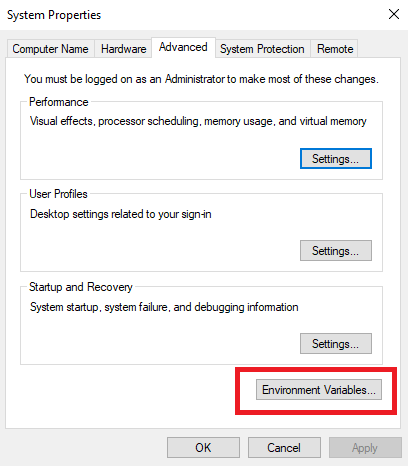 System Properties
Computer Name Hardware Advanced System Protection Remote
You must be logged on as an Administrator to make most of these changes.
Performance
Visual effects, processor scheduling, memory usage, and virtual memory
Settings...
User Profiles
Desktop settings related to your sign-in
Settings...
Startup and Recovery
System startup, system failure, and debugging information
Settings...
Environment Variables...
OK Cancel Apply